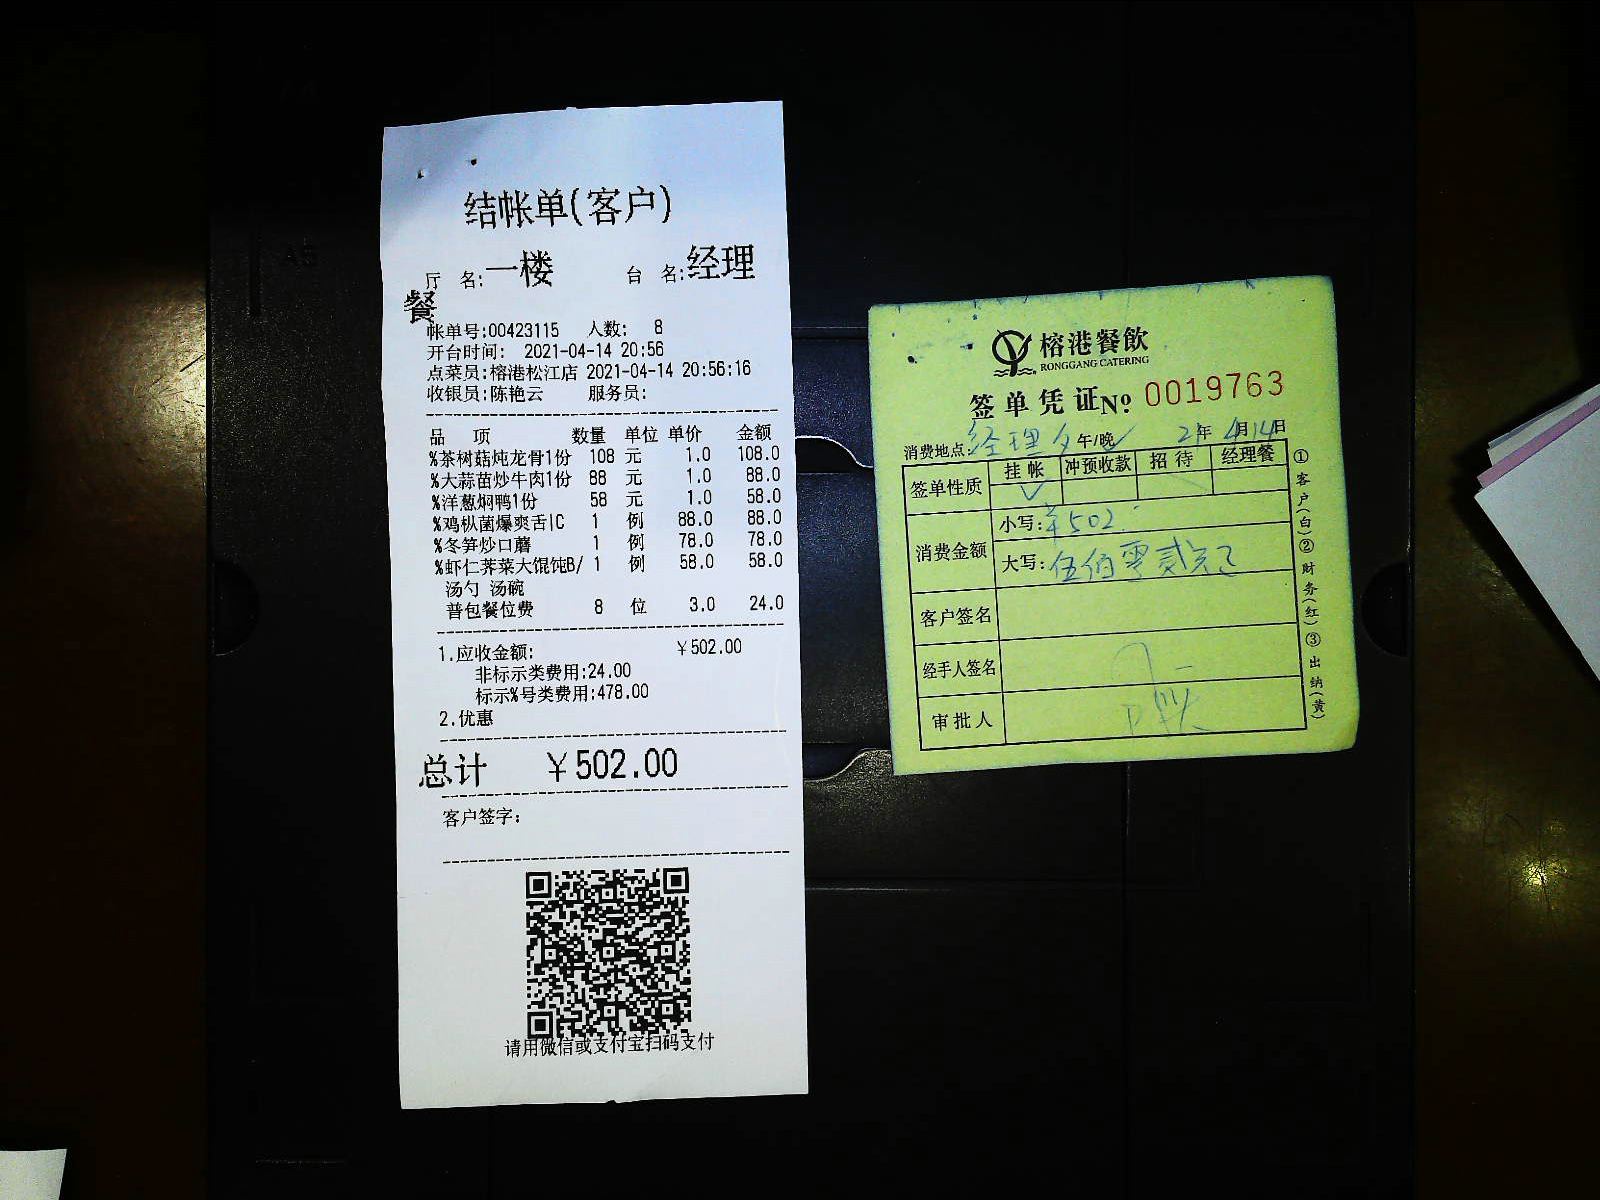 结帐单(客户)
厅 名:一楼 台 名:经理
餐
帐单号:00423115 人数: 8
开台时间: 2021-04-14 20:56
点菜员:榕港松江店 2021-04-14 20:56:16
收银员:陈艳云 服务员:
品 项 数量 单位 单价 金额
%茶树菇炖龙骨1份 108 元 1.0 108.0
%大蒜苗炒牛肉1份 88 元 1.0 88.0
%洋葱焖鸭1份 58 元 1.0 58.0
%鸡枞菌爆爽舌|C 1 例 88.0 88.0
%冬笋炒口蘑 1 例 78.0 78.0
%虾仁荠菜大馄饨B/ 1 例 58.0 58.0
汤勺 汤碗
普包餐位费 8 位 3.0 24.0
1.应收金额: ￥502.00
非标示类费用:24.00
标示%号类费用:478.00
2.优惠
总计 ￥502.00
客户签字:
请用微信或支付宝扫码支付
榕港餐飲
RONGGANG CATERING
签单凭证№ 0019763
消费地点:经理 午/晚✓ 21年 4月14日
签单性质 挂帐 冲预收款 招待 经理餐
✓
消费金额 小写:¥502
大写:伍佰零贰元正
客户签名
经手人签名
审批人
①客户(白)②财务(红)③出纳(黄)